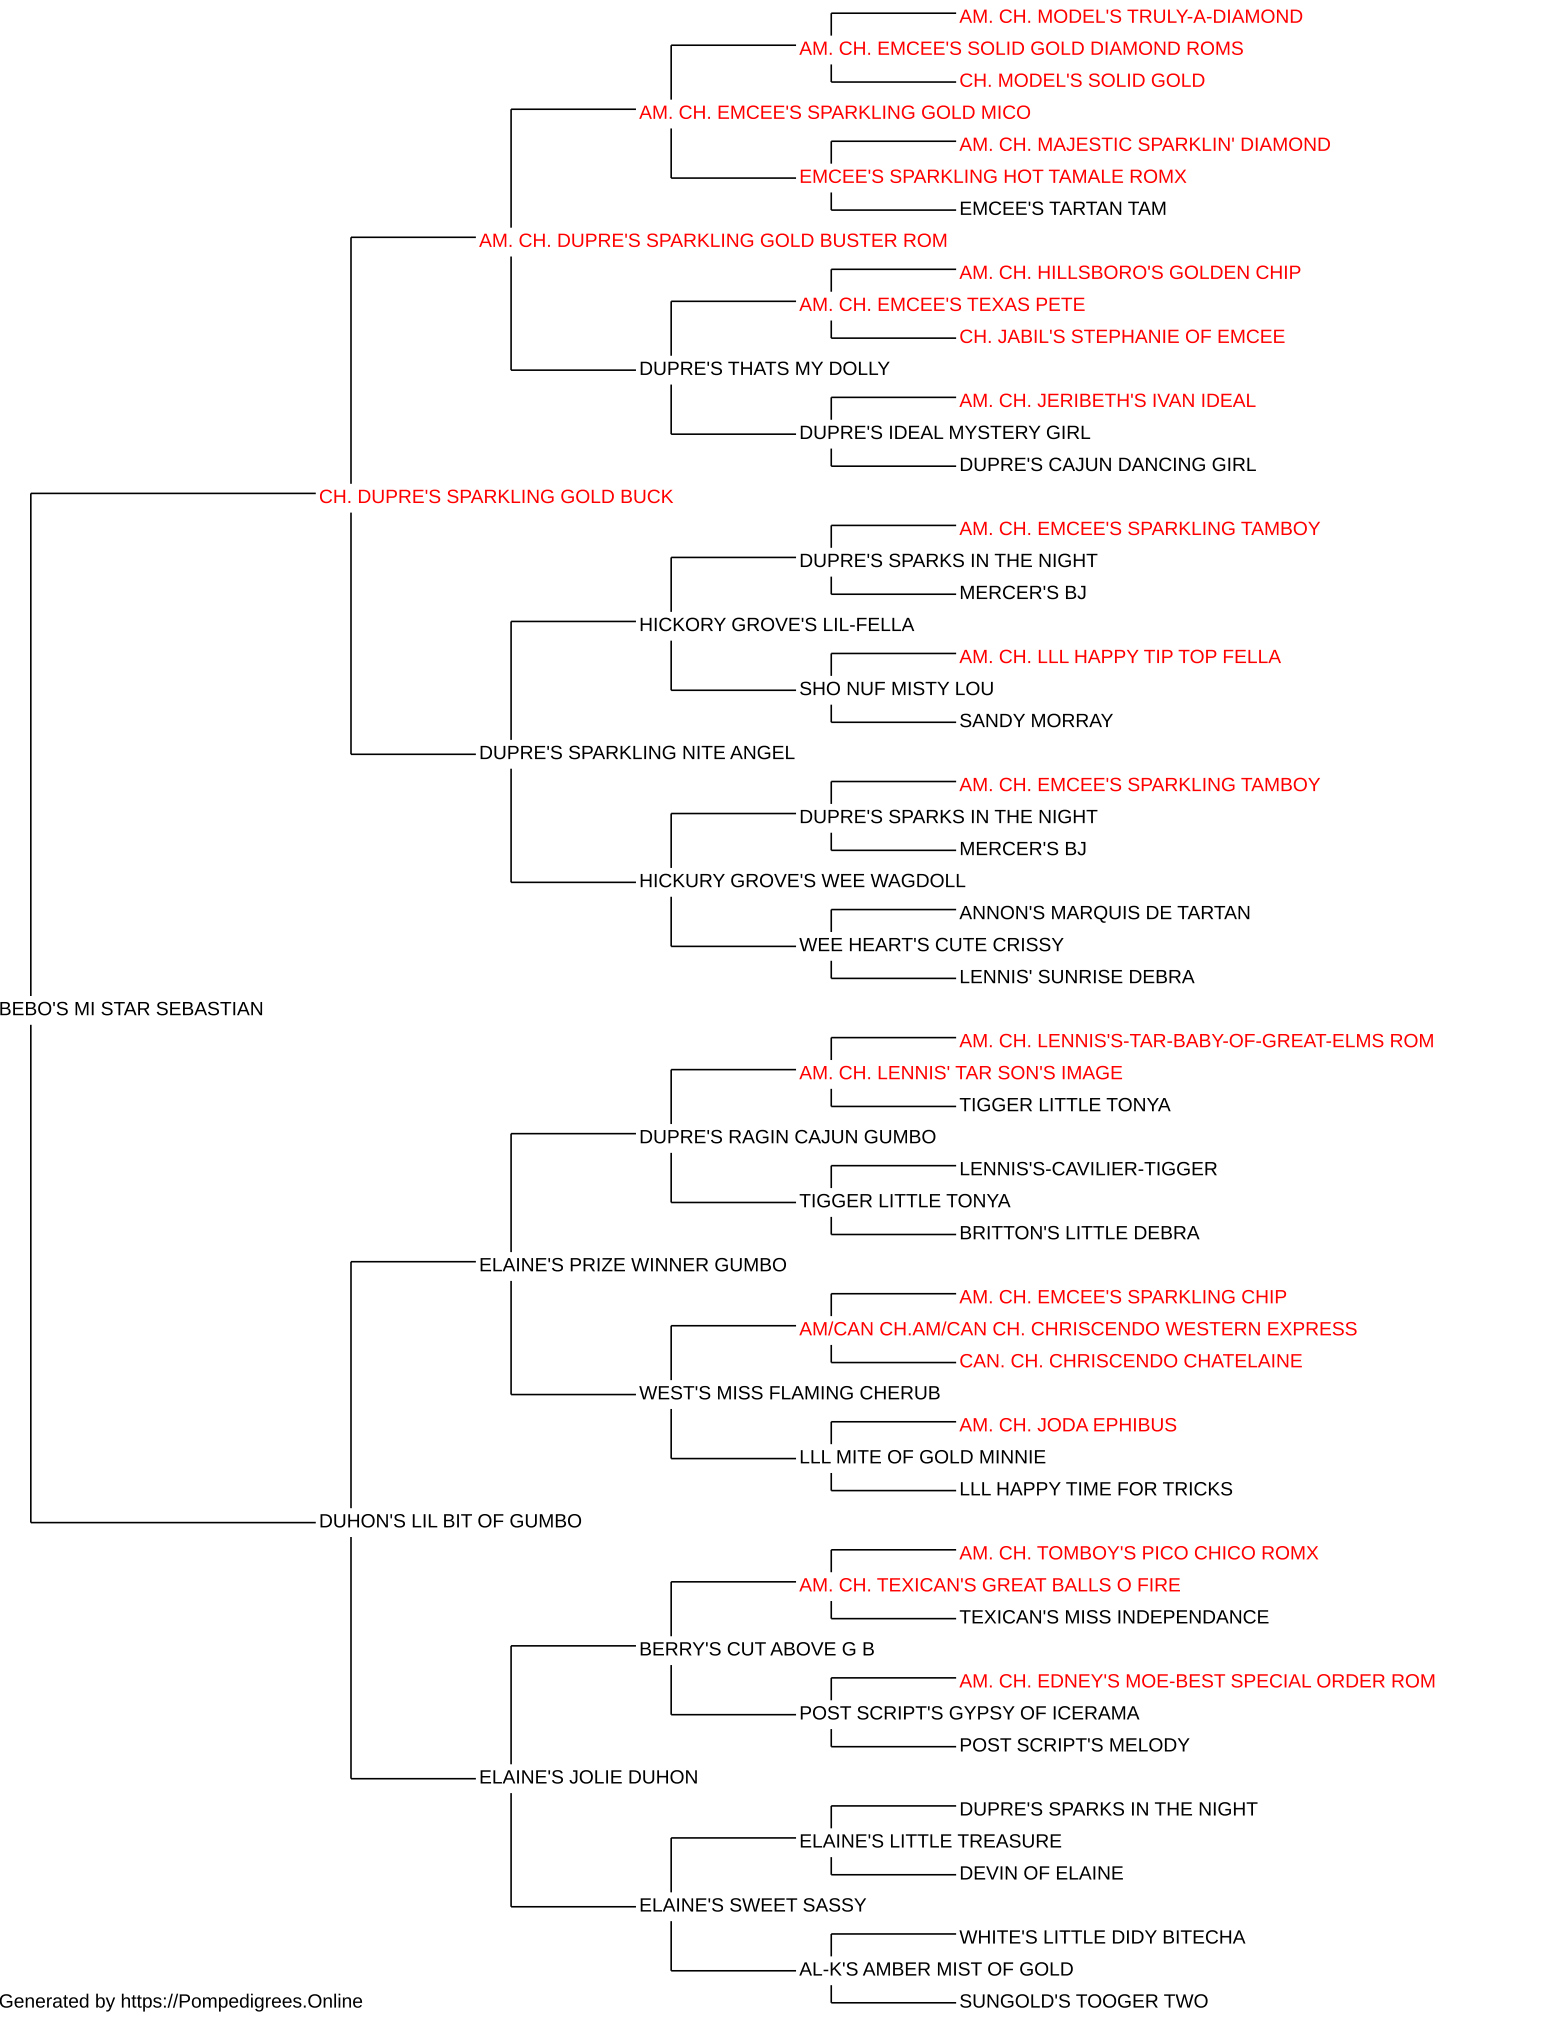 AM. CH. MODEL'S TRULY-A-DIAMOND
AM. CH. EMCEE'S SOLID GOLD DIAMOND ROMS
CH. MODEL'S SOLID GOLD
AM. CH. EMCEE'S SPARKLING GOLD MICO
AM. CH. MAJESTIC SPARKLIN' DIAMOND
EMCEE'S SPARKLING HOT TAMALE ROMX
EMCEE'S TARTAN TAM
AM. CH. DUPRE'S SPARKLING GOLD BUSTER ROM
AM. CH. HILLSBORO'S GOLDEN CHIP
AM. CH. EMCEE'S TEXAS PETE
CH. JABIL'S STEPHANIE OF EMCEE
DUPRE'S THATS MY DOLLY
AM. CH. JERIBETH'S IVAN IDEAL
DUPRE'S IDEAL MYSTERY GIRL
DUPRE'S CAJUN DANCING GIRL
CH. DUPRE'S SPARKLING GOLD BUCK
AM. CH. EMCEE'S SPARKLING TAMBOY
DUPRE'S SPARKS IN THE NIGHT
MERCER'S BJ
HICKORY GROVE'S LIL-FELLA
AM. CH. LLL HAPPY TIP TOP FELLA
SHO NUF MISTY LOU
SANDY MORRAY
DUPRE'S SPARKLING NITE ANGEL
AM. CH. EMCEE'S SPARKLING TAMBOY
DUPRE'S SPARKS IN THE NIGHT
MERCER'S BJ
HICKURY GROVE'S WEE WAGDOLL
ANNON'S MARQUIS DE TARTAN
WEE HEART'S CUTE CRISSY
LENNIS' SUNRISE DEBRA
BEBO'S MI STAR SEBASTIAN
AM. CH. LENNIS'S-TAR-BABY-OF-GREAT-ELMS ROM
AM. CH. LENNIS' TAR SON'S IMAGE
TIGGER LITTLE TONYA
DUPRE'S RAGIN CAJUN GUMBO
LENNIS'S-CAVILIER-TIGGER
TIGGER LITTLE TONYA
BRITTON'S LITTLE DEBRA
ELAINE'S PRIZE WINNER GUMBO
AM. CH. EMCEE'S SPARKLING CHIP
AM/CAN CH.AM/CAN CH. CHRISCENDO WESTERN EXPRESS
CAN. CH. CHRISCENDO CHATELAINE
WEST'S MISS FLAMING CHERUB
AM. CH. JODA EPHIBUS
LLL MITE OF GOLD MINNIE
LLL HAPPY TIME FOR TRICKS
DUHON'S LIL BIT OF GUMBO
AM. CH. TOMBOY'S PICO CHICO ROMX
AM. CH. TEXICAN'S GREAT BALLS O FIRE
TEXICAN'S MISS INDEPENDANCE
BERRY'S CUT ABOVE G B
AM. CH. EDNEY'S MOE-BEST SPECIAL ORDER ROM
POST SCRIPT'S GYPSY OF ICERAMA
POST SCRIPT'S MELODY
ELAINE'S JOLIE DUHON
DUPRE'S SPARKS IN THE NIGHT
ELAINE'S LITTLE TREASURE
DEVIN OF ELAINE
ELAINE'S SWEET SASSY
WHITE'S LITTLE DIDY BITECHA
AL-K'S AMBER MIST OF GOLD
SUNGOLD'S TOOGER TWO
Generated by https://Pompedigrees.Online